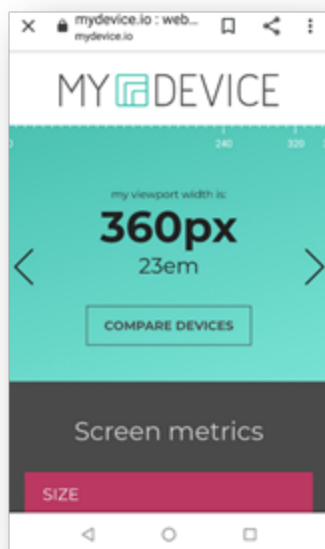 mydevice.io : web...
mydevice.io
MY DEVICE
240
320
my viewport width is:
360px
23em
COMPARE DEVICES
Screen metrics
SIZE